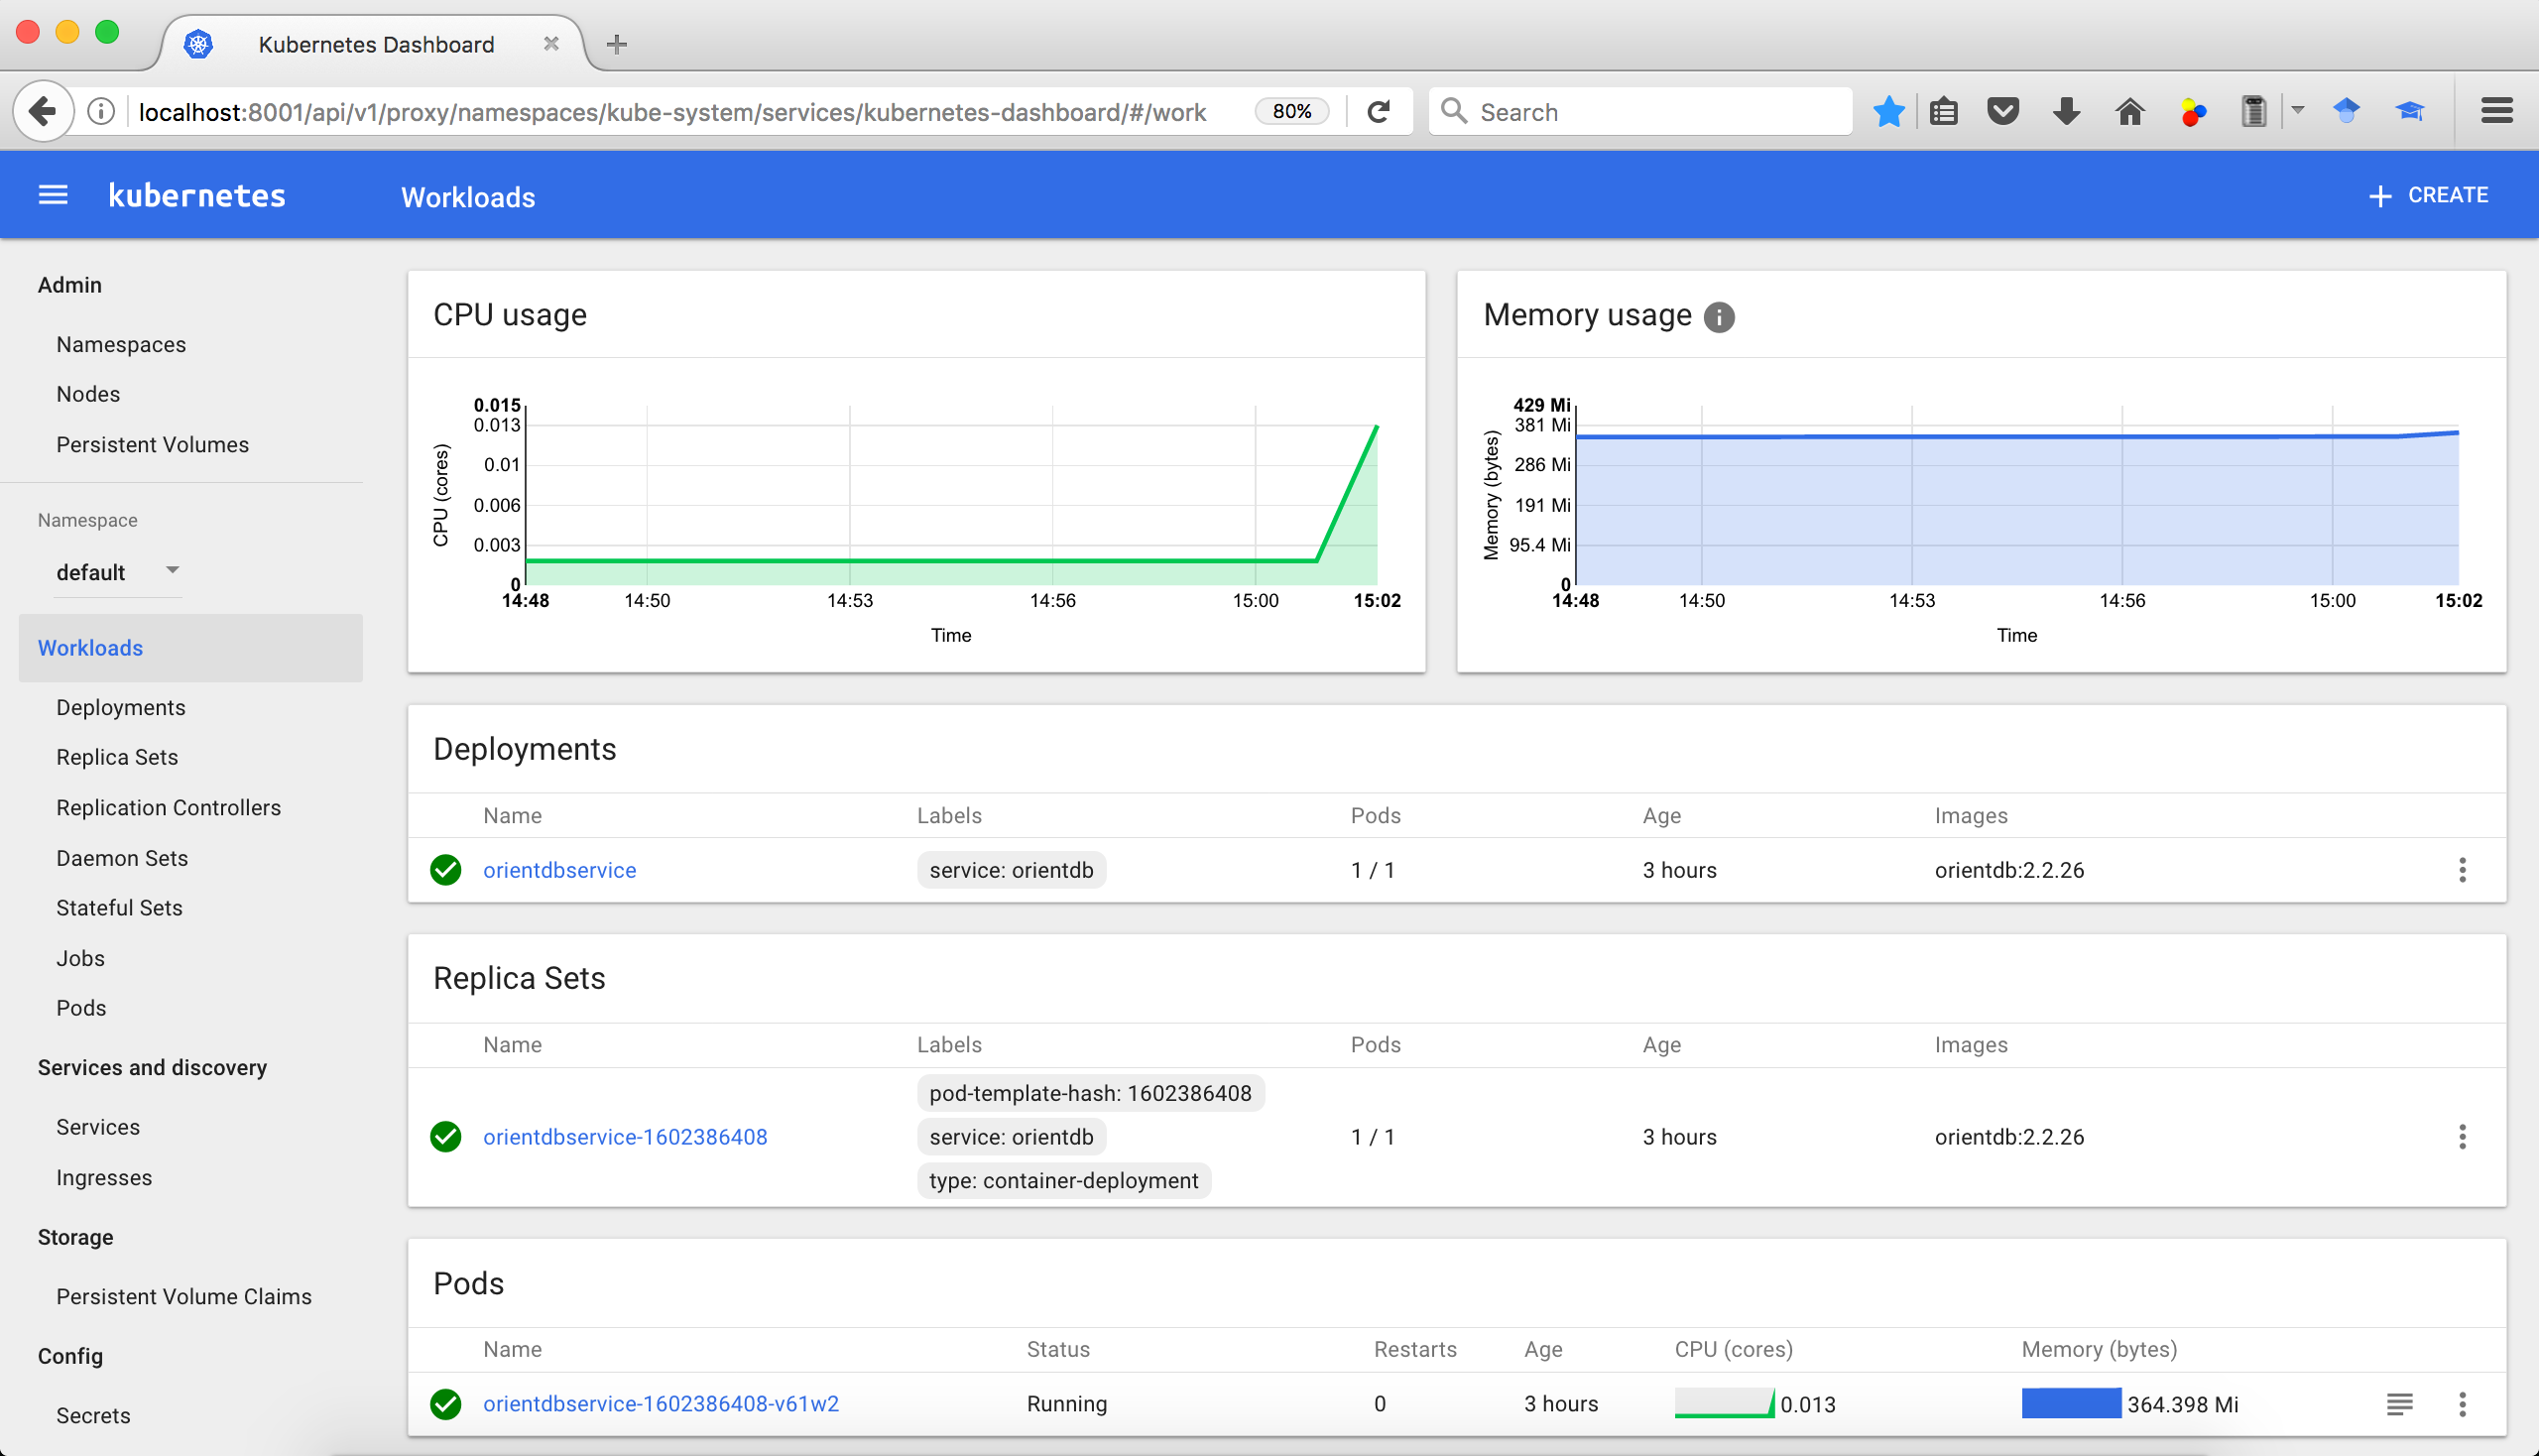 Kubernetes Dashboard
localhost:8001/api/v1/proxy/namespaces/kube-system/services/kubernetes-dashboard/#/work 80% Search
kubernetes Workloads CREATE
Admin
Namespaces
Nodes
Persistent Volumes
Namespace
default
Workloads
Deployments
Replica Sets
Replication Controllers
Daemon Sets
Stateful Sets
Jobs
Pods
Services and discovery
Services
Ingresses
Storage
Persistent Volume Claims
Config
Secrets
CPU usage
CPU (cores)
0.015
0.013
0.01
0.006
0.003
0
14:48 14:50 14:53 14:56 15:00 15:02
Time
Memory usage
Memory (bytes)
429 Mi
381 Mi
286 Mi
191 Mi
95.4 Mi
0
14:48 14:50 14:53 14:56 15:00 15:02
Time
Deployments
Name Labels Pods Age Images
orientdbservice service: orientdb 1 / 1 3 hours orientdb:2.2.26
Replica Sets
Name Labels Pods Age Images
pod-template-hash: 1602386408
orientdbservice-1602386408 service: orientdb 1 / 1 3 hours orientdb:2.2.26
type: container-deployment
Pods
Name Status Restarts Age CPU (cores) Memory (bytes)
orientdbservice-1602386408-v61w2 Running 0 3 hours 0.013 364.398 Mi